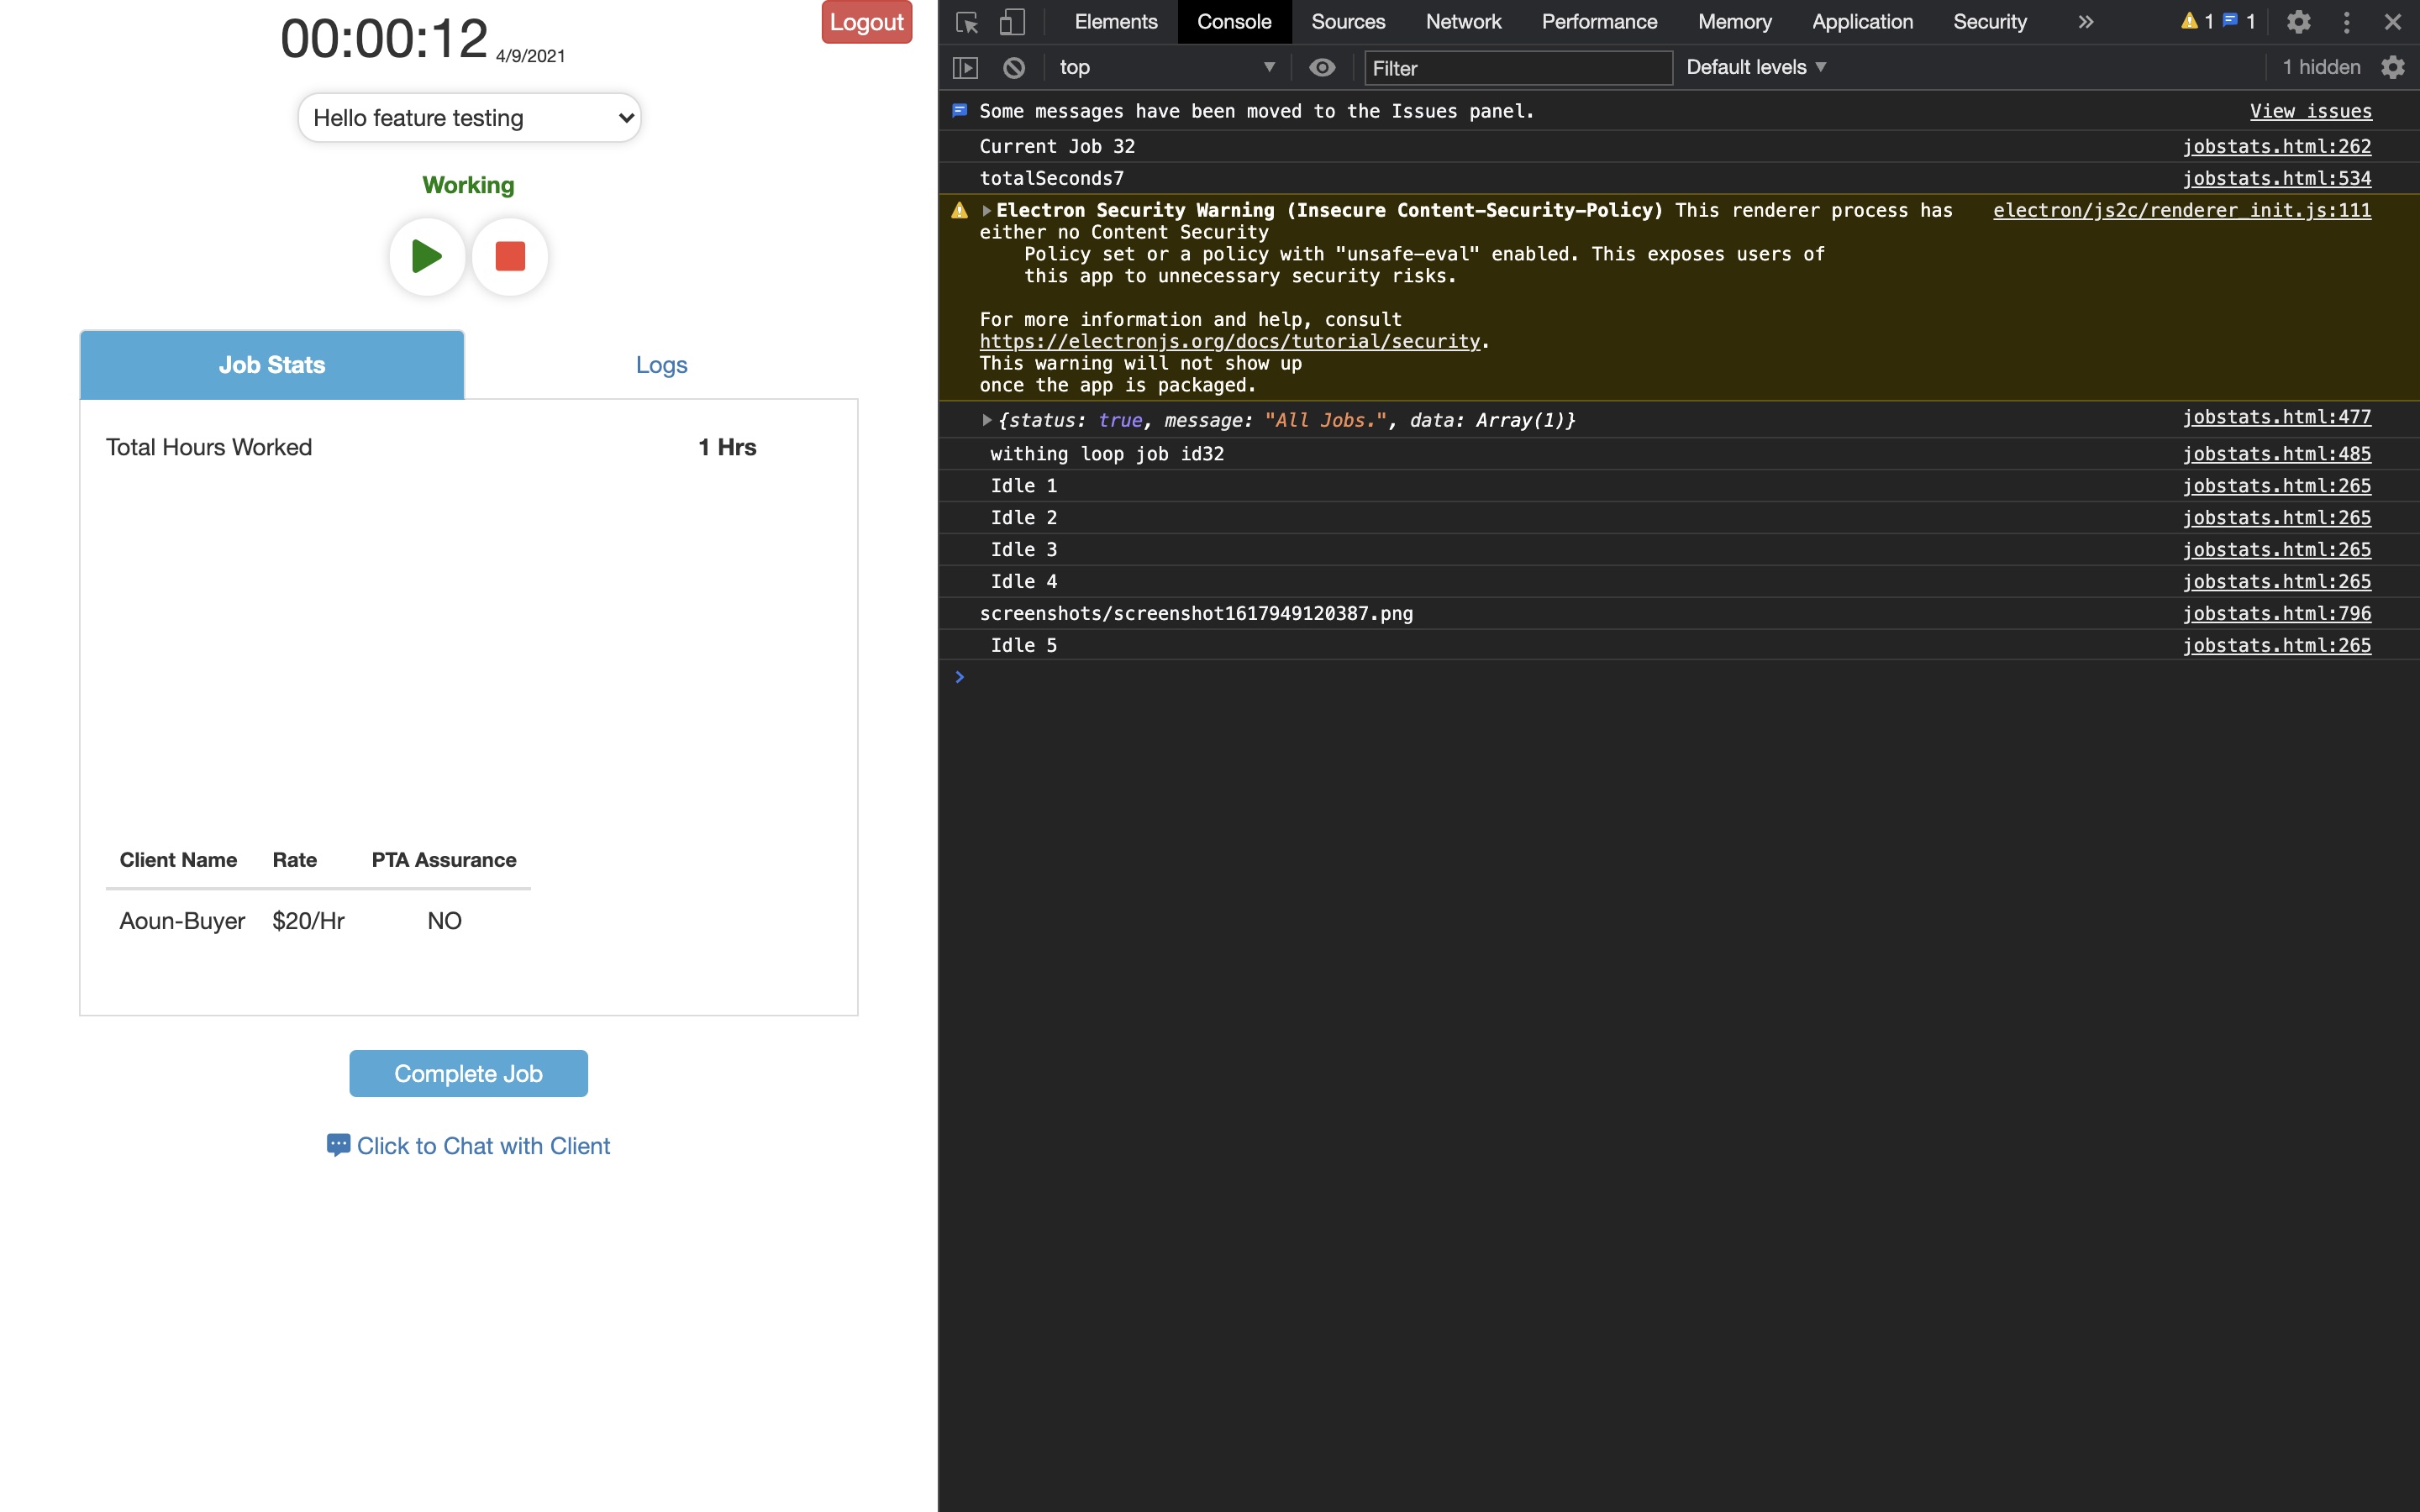 00:00:12 4/9/2021
Logout
Hello feature testing
Working
Job Stats
Logs
Total Hours Worked 1 Hrs
Client Name Rate PTA Assurance
Aoun-Buyer $20/Hr NO
Complete Job
Click to Chat with Client
Elements Console Sources Network Performance Memory Application Security » 1 1
top Filter Default levels 1 hidden
Some messages have been moved to the Issues panel. View issues
Current Job 32 jobstats.html:262
totalSeconds7 jobstats.html:534
Electron Security Warning (Insecure Content-Security-Policy) This renderer process has electron/js2c/renderer_init.js:111
either no Content Security
Policy set or a policy with "unsafe-eval" enabled. This exposes users of
this app to unnecessary security risks.
For more information and help, consult
https://electronjs.org/docs/tutorial/security.
This warning will not show up
once the app is packaged.
{status: true, message: "All Jobs.", data: Array(1)} jobstats.html:477
withing loop job id32 jobstats.html:485
Idle 1 jobstats.html:265
Idle 2 jobstats.html:265
Idle 3 jobstats.html:265
Idle 4 jobstats.html:265
screenshots/screenshot1617949120387.png jobstats.html:796
Idle 5 jobstats.html:265